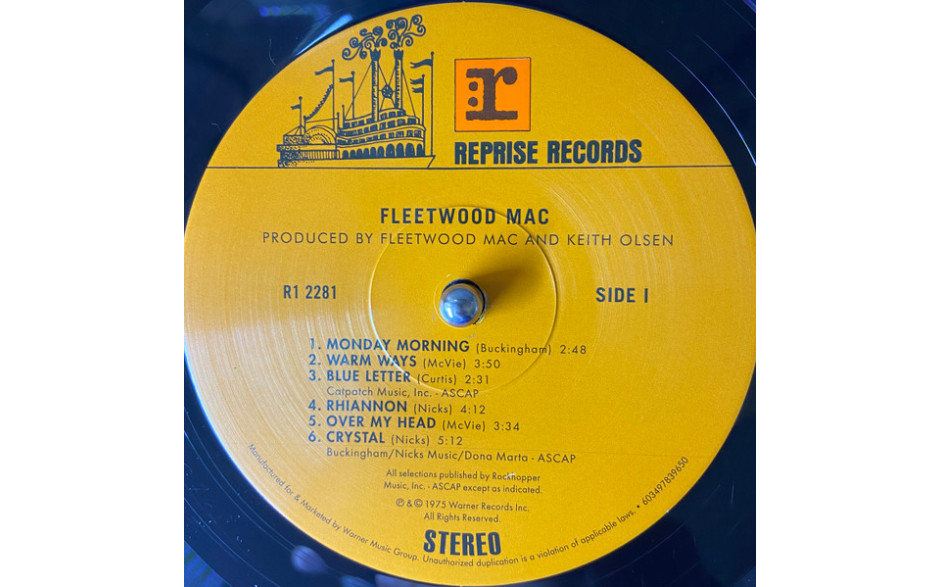 r
REPRISE RECORDS
FLEETWOOD MAC
PRODUCED BY FLEETWOOD MAC AND KEITH OLSEN
R1 2281
SIDE 1
1. MONDAY MORNING (Buckingham) 2:48
2. WARM WAYS (McVie) 3:50
3. BLUE LETTER (Curtis) 2:31
Catpatch Music, Inc. - ASCAP
4. RHIANNON (Nicks) 4:12
5. OVER MY HEAD (McVie) 3:34
6. CRYSTAL (Nicks) 5:12
Buckingham/Nicks Music/Dona Marta - ASCAP
All selections published by Rockhopper
Music, Inc. - ASCAP except as indicated.
℗ & © 1975 Warner Records Inc.
All Rights Reserved.
STEREO
Manufactured for & Marketed by Warner Music Group. Unauthorized duplication is a violation of applicable laws. • 603497839650